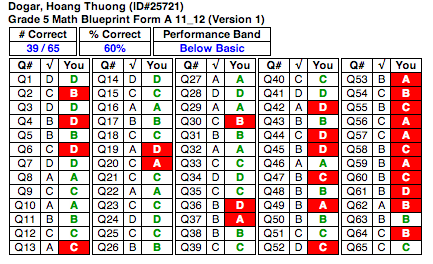 Dogar, Hoang Thuong (ID#25721)
Grade 5 Math Blueprint Form A 11_12 (Version 1)
# Correct % Correct Performance Band
39 / 65 60% Below Basic
Q# √ You Q# √ You Q# √ You Q# √ You Q# √ You
Q1 D D Q14 D D Q27 A A Q40 C C Q53 B A
Q2 C B Q15 C C Q28 D D Q41 D D Q54 C B
Q3 D D Q16 A A Q29 A A Q42 A D Q55 B C
Q4 B D Q17 B B Q30 C B Q43 B B Q56 C A
Q5 B B Q18 C C Q31 B B Q44 C D Q57 C A
Q6 C D Q19 A D Q32 A A Q45 B D Q58 B C
Q7 D D Q20 C A Q33 C C Q46 A A Q59 B A
Q8 A A Q21 C C Q34 D D Q47 B C Q60 B C
Q9 C C Q22 A A Q35 C C Q48 B B Q61 B D
Q10 A A Q23 C C Q36 B D Q49 B A Q62 A B
Q11 B B Q24 D D Q37 B A Q50 B B Q63 B B
Q12 C C Q25 C C Q38 B B Q51 C C Q64 C B
Q13 A C Q26 B B Q39 C C Q52 D C Q65 C C